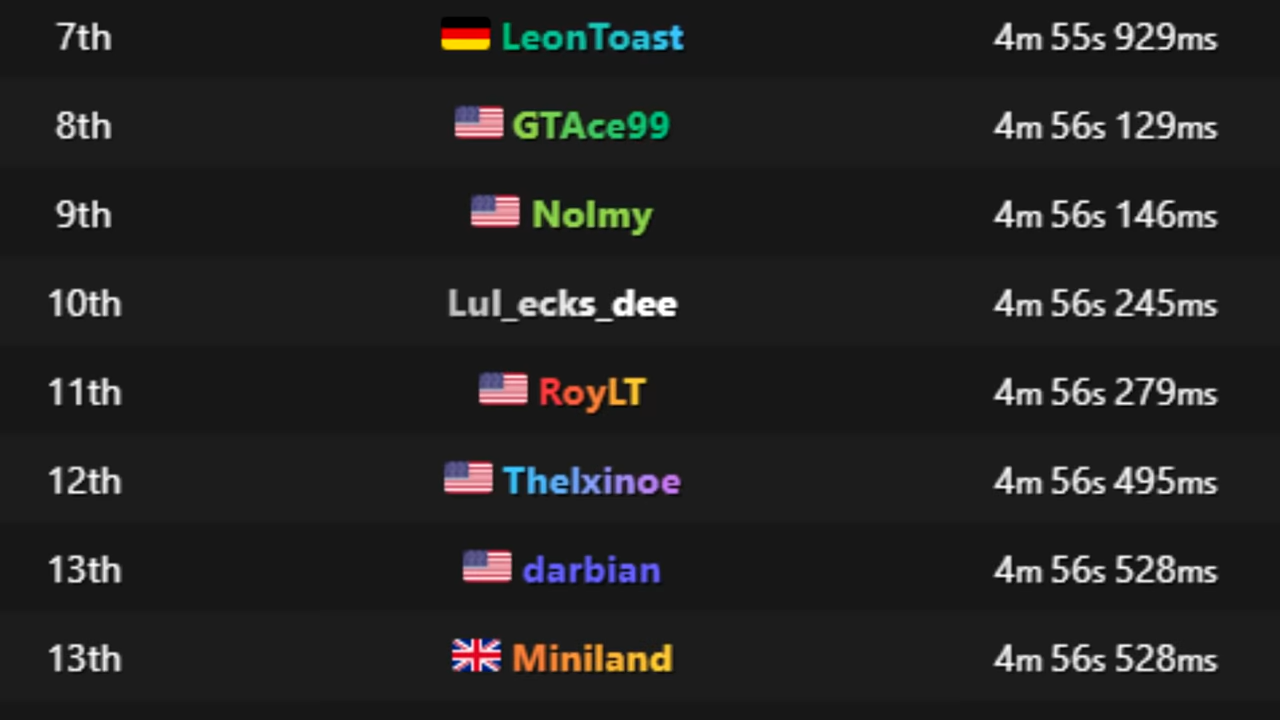 7th LeonToast 4m 55s 929ms
8th GTAce99 4m 56s 129ms
9th Nolmy 4m 56s 146ms
10th Lul_ecks_dee 4m 56s 245ms
11th RoyLT 4m 56s 279ms
12th Thelxinoe 4m 56s 495ms
13th darbian 4m 56s 528ms
13th Miniland 4m 56s 528ms